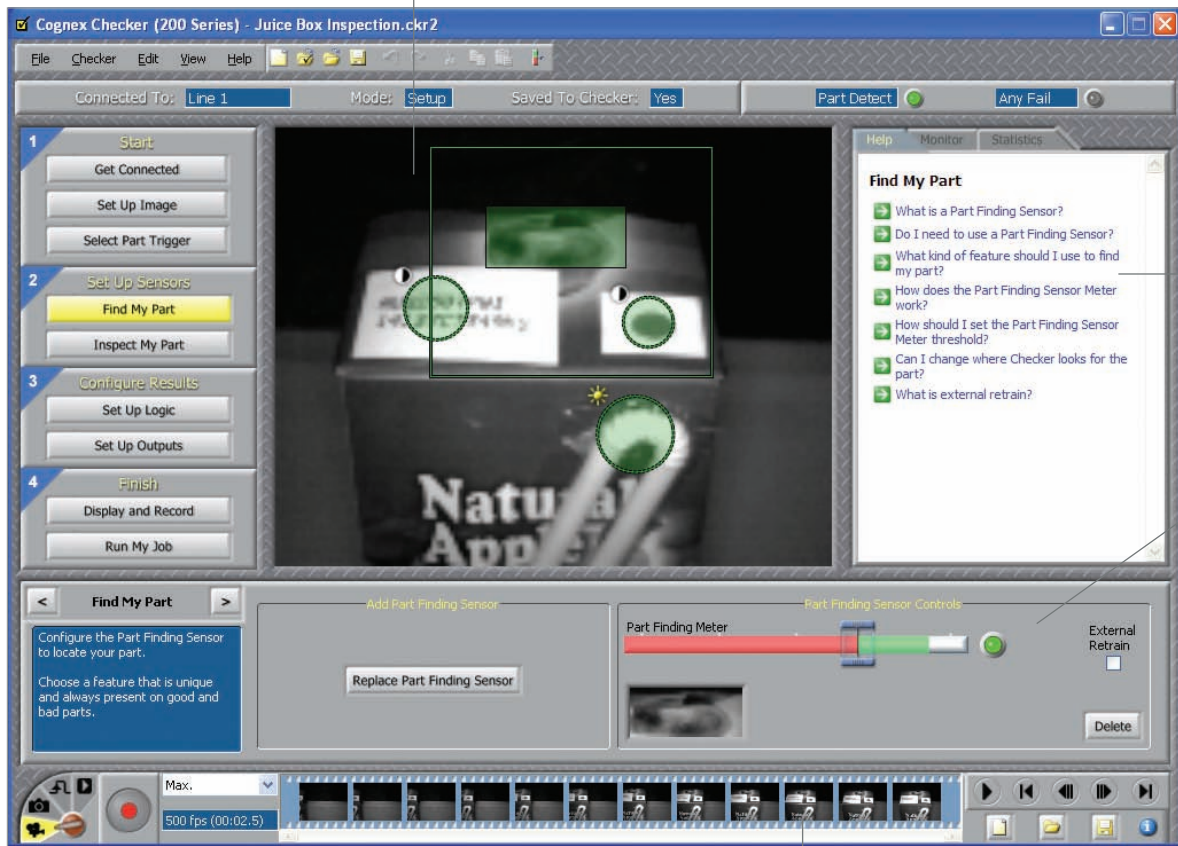 Cognex Checker (200 Series) - Juice Box Inspection.ckr2
File Checker Edit View Help
Connected To: Line 1 Mode: Setup Saved To Checker: Yes Part Detect Any Fail
1 Start
Get Connected
Set Up Image
Select Part Trigger
2 Set Up Sensors
Find My Part
Inspect My Part
3 Configure Results
Set Up Logic
Set Up Outputs
4 Finish
Display and Record
Run My Job
Natural
Apple
Help Monitor Statistics
Find My Part
What is a Part Finding Sensor?
Do I need to use a Part Finding Sensor?
What kind of feature should I use to find
my part?
How does the Part Finding Sensor Meter
work?
How should I set the Part Finding Sensor
Meter threshold?
Can I change where Checker looks for the
part?
What is external retrain?
< Find My Part >
Configure the Part Finding Sensor
to locate your part.
Choose a feature that is unique
and always present on good and
bad parts.
Add Part Finding Sensor
Replace Part Finding Sensor
Part Finding Sensor Controls
Part Finding Meter
External
Retrain
Delete
Max.
500 fps (00:02.5)